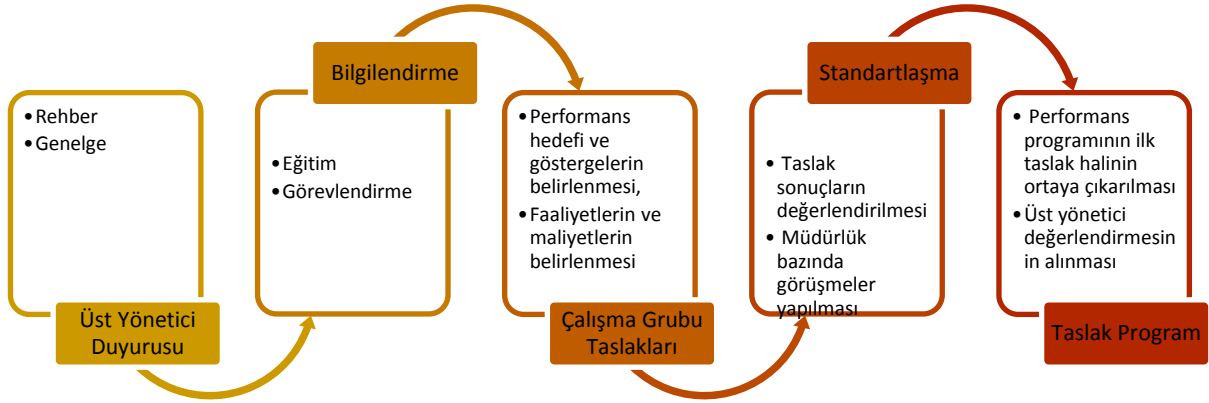 • Rehber
• Genelge
Üst Yönetici
Duyurusu
Bilgilendirme
• Eğitim
• Görevlendirme
• Performans
hedefi ve
göstergelerin
belirlenmesi,
• Faaliyetlerin ve
maliyetlerin
belirlenmesi
Çalışma Grubu
Taslakları
Standartlaşma
• Taslak
sonuçların
değerlendirilmesi
• Müdürlük
bazında
görüşmeler
yapılması
• Performans
programının ilk
taslak halinin
ortaya çıkarılması
• Üst yönetici
değerlendirmesin
in alınması
Taslak Program